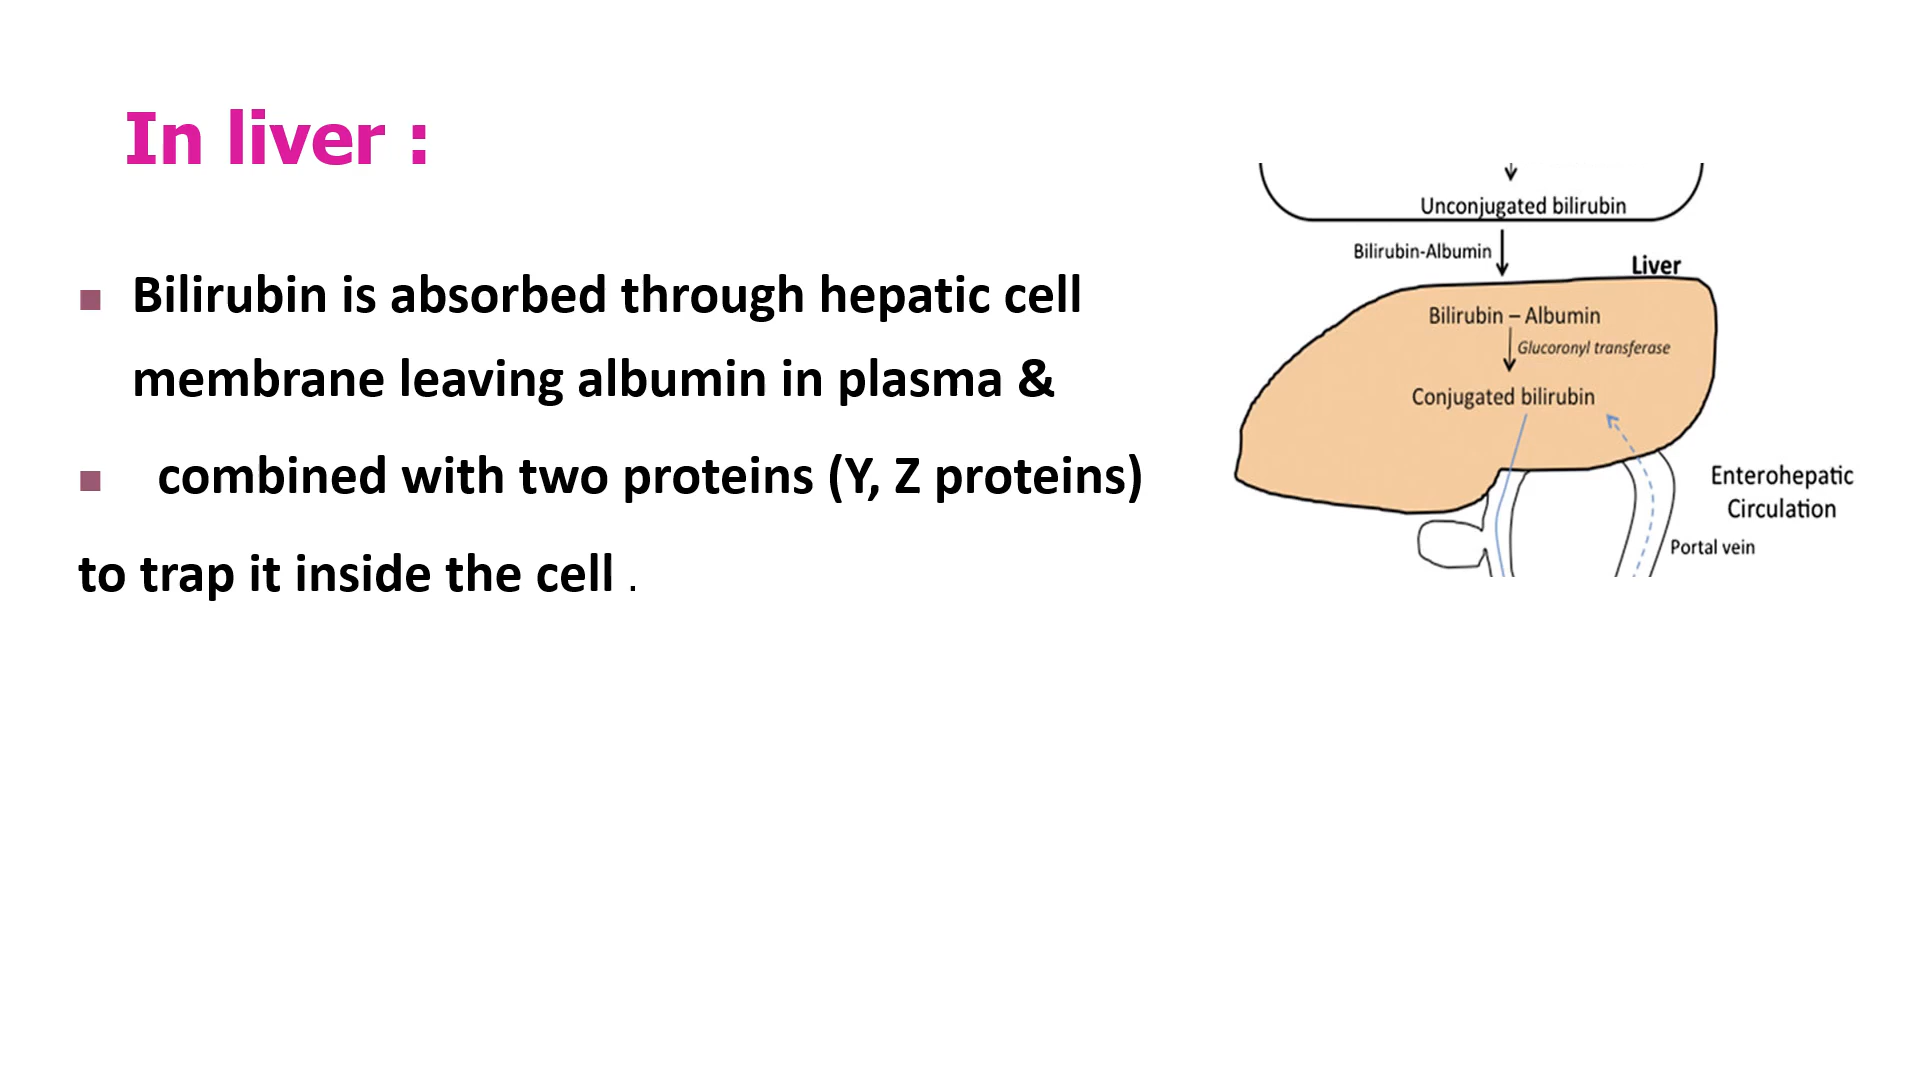 In liver :
Bilirubin is absorbed through hepatic cell
membrane leaving albumin in plasma &
combined with two proteins (Y, Z proteins)
to trap it inside the cell .
Unconjugated bilirubin
Bilirubin-Albumin
Liver
Bilirubin – Albumin
Glucoronyl transferase
Conjugated bilirubin
Enterohepatic
Circulation
Portal vein